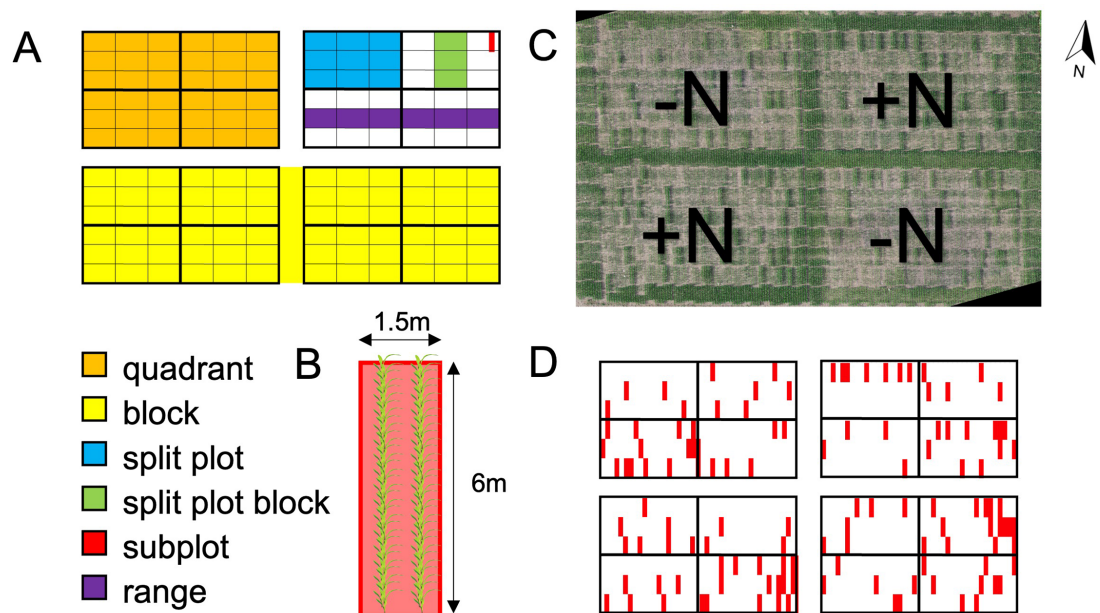 A
C
N
-N
+N
+N
-N
quadrant
block
split plot
split plot block
subplot
range
B
1.5m
6m
D